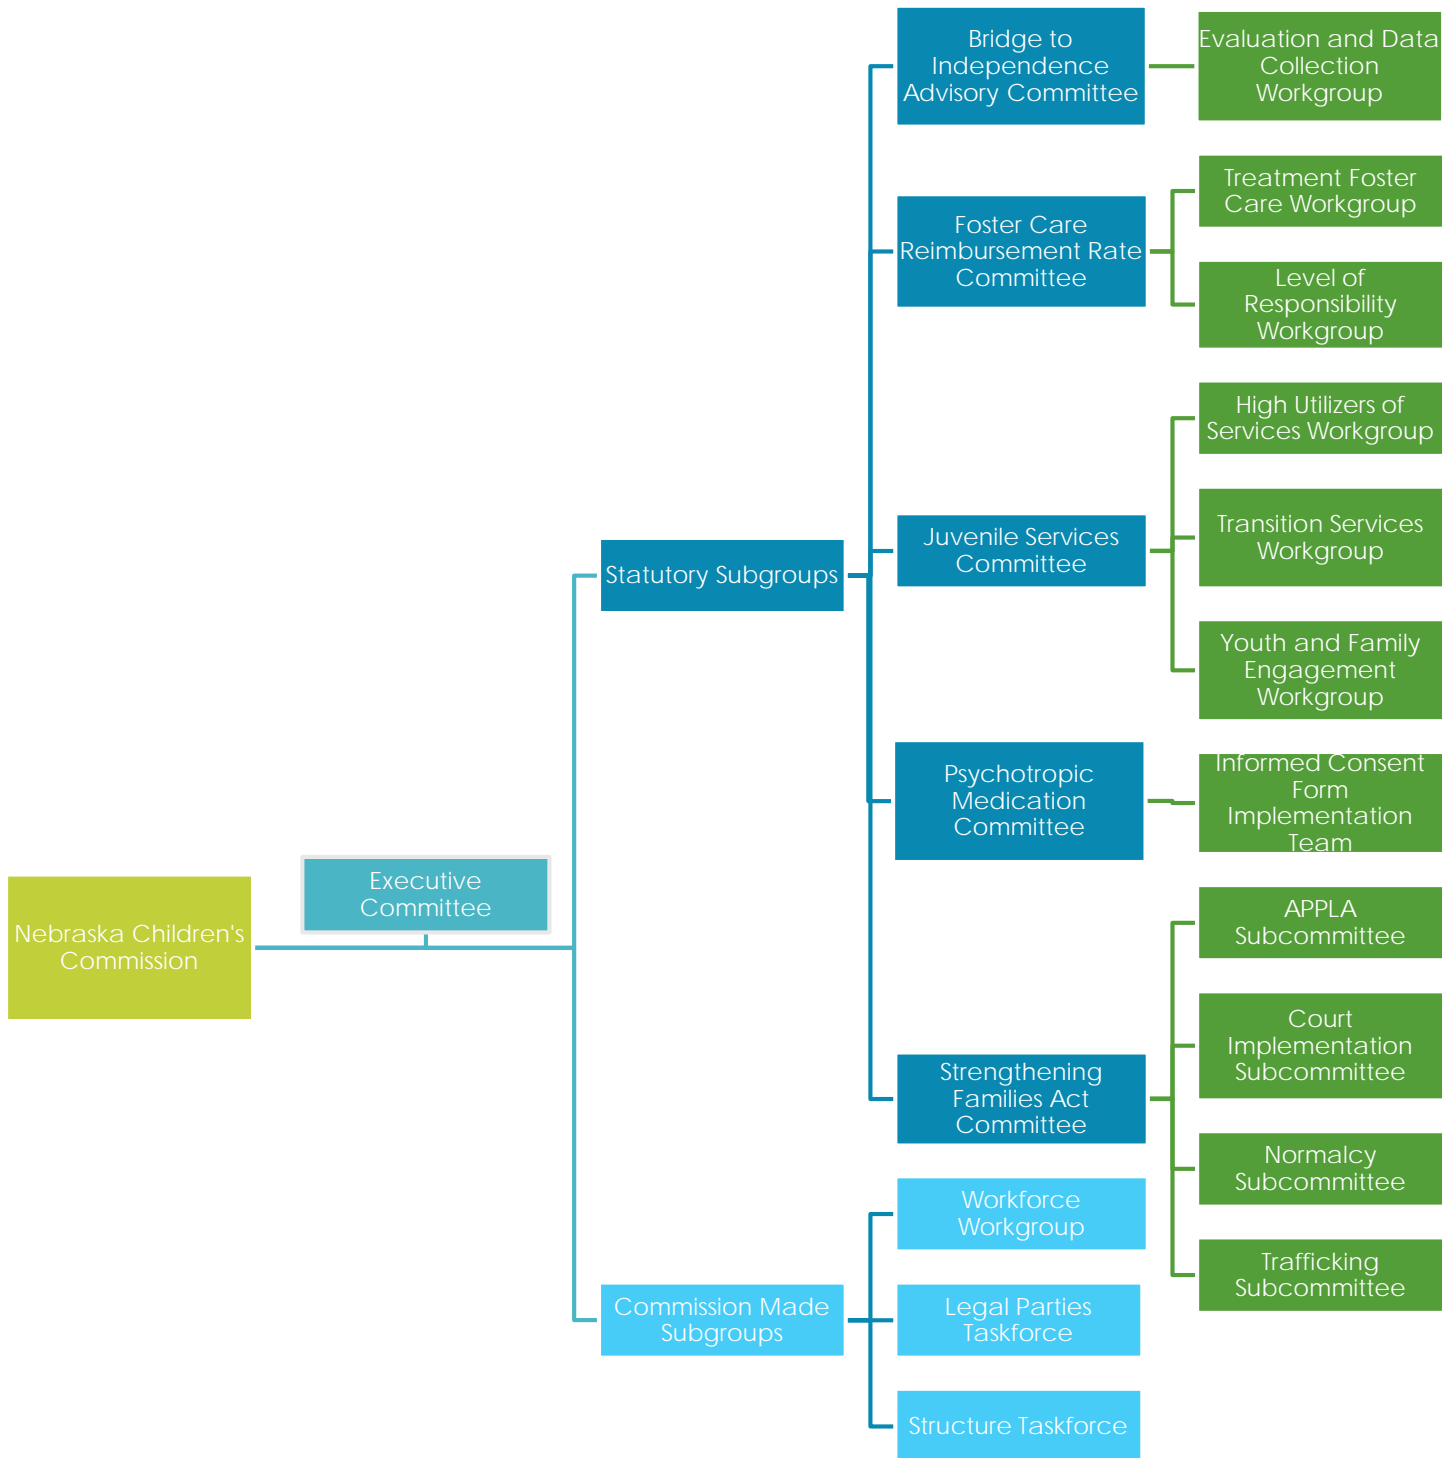 Nebraska Children's
Commission
Executive
Committee
Statutory Subgroups
Bridge to
Independence
Advisory Committee
Evaluation and Data
Collection
Workgroup
Foster Care
Reimbursement Rate
Committee
Treatment Foster
Care Workgroup
Level of
Responsibility
Workgroup
Juvenile Services
Committee
High Utilizers of
Services Workgroup
Transition Services
Workgroup
Youth and Family
Engagement
Workgroup
Psychotropic
Medication
Committee
Informed Consent
Form
Implementation
Team
Strengthening
Families Act
Committee
APPLA
Subcommittee
Court
Implementation
Subcommittee
Normalcy
Subcommittee
Trafficking
Subcommittee
Commission Made
Subgroups
Workforce
Workgroup
Legal Parties
Taskforce
Structure Taskforce